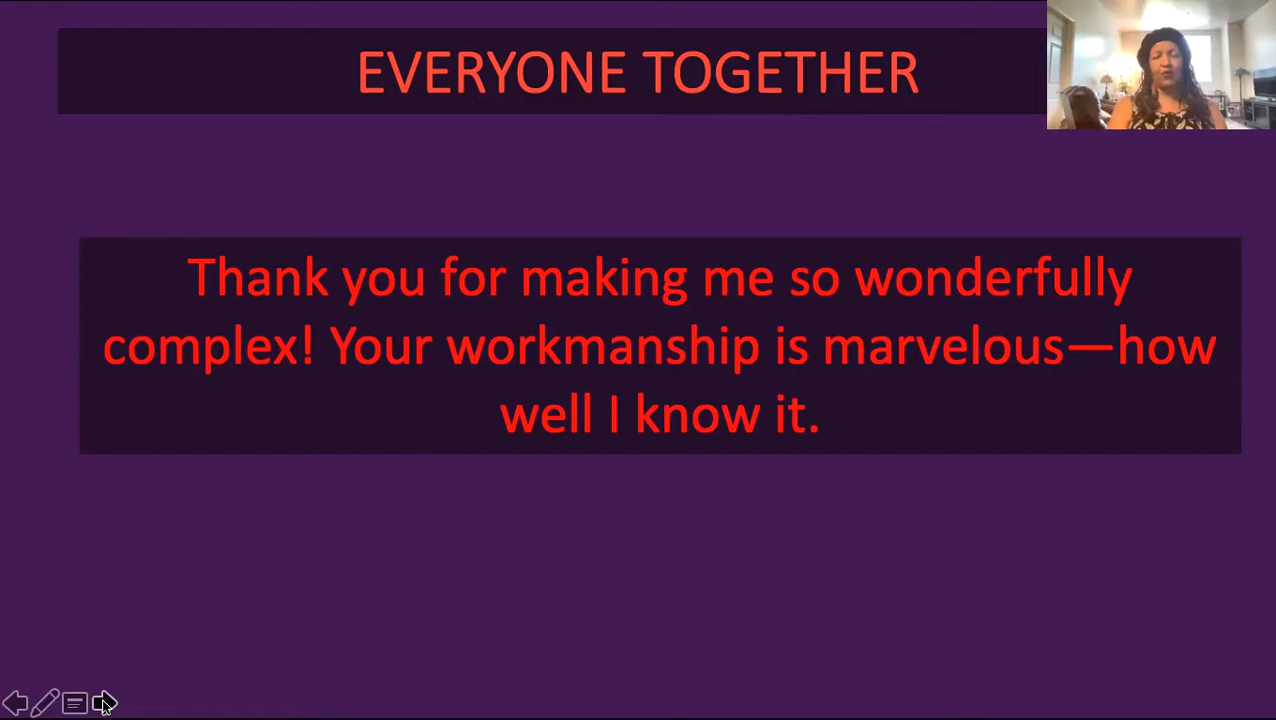 EVERYONE TOGETHER
Thank you for making me so wonderfully
complex! Your workmanship is marvelous—how
well I know it.